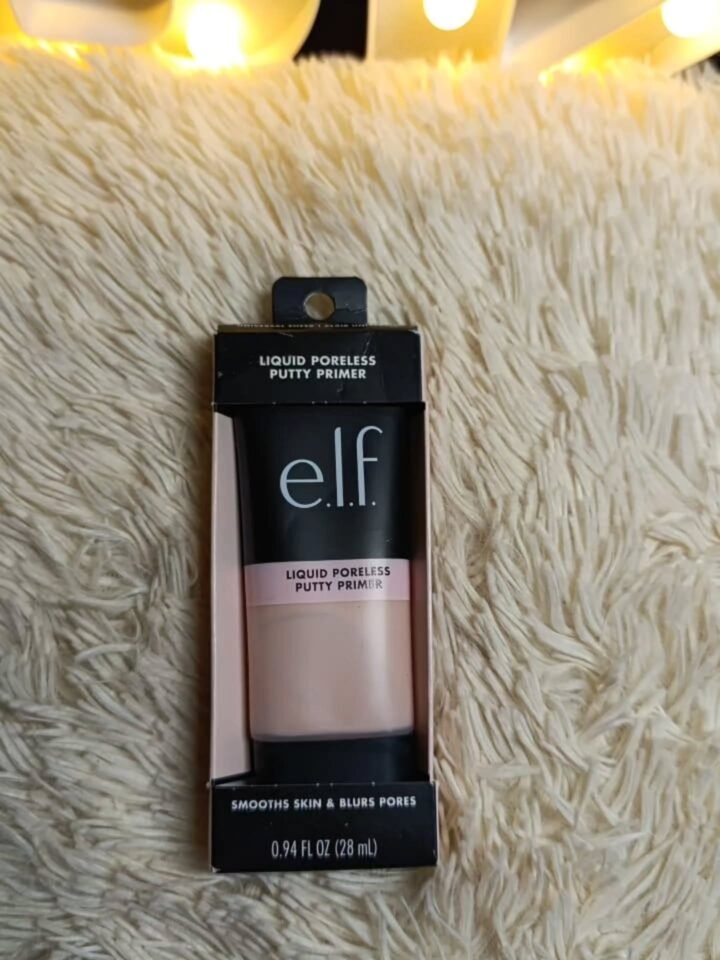 LIQUID PORELESS
PUTTY PRIMER
e.l.f.
LIQUID PORELESS
PUTTY PRIMER
SMOOTHS SKIN & BLURS PORES
0.94 FL OZ (28 mL)